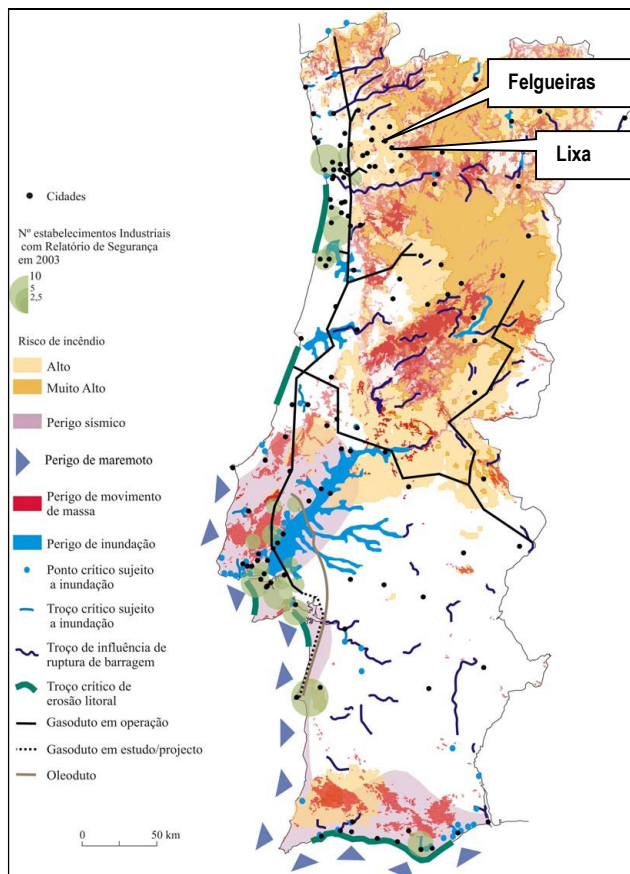 Felgueiras
Lixa
Cidades
Nº estabelecimentos Industriais
com Relatório de Segurança
em 2003
10
5
2,5
Risco de incêndio
Alto
Muito Alto
Perigo sísmico
Perigo de maremoto
Perigo de movimento
de massa
Perigo de inundação
Ponto crítico sujeito
a inundação
Troço crítico sujeito
a inundação
Troço de influência de
ruptura de barragem
Troço crítico de
erosão litoral
Gasoduto em operação
Gasoduto em estudo/projecto
Oleoduto
0 50 km